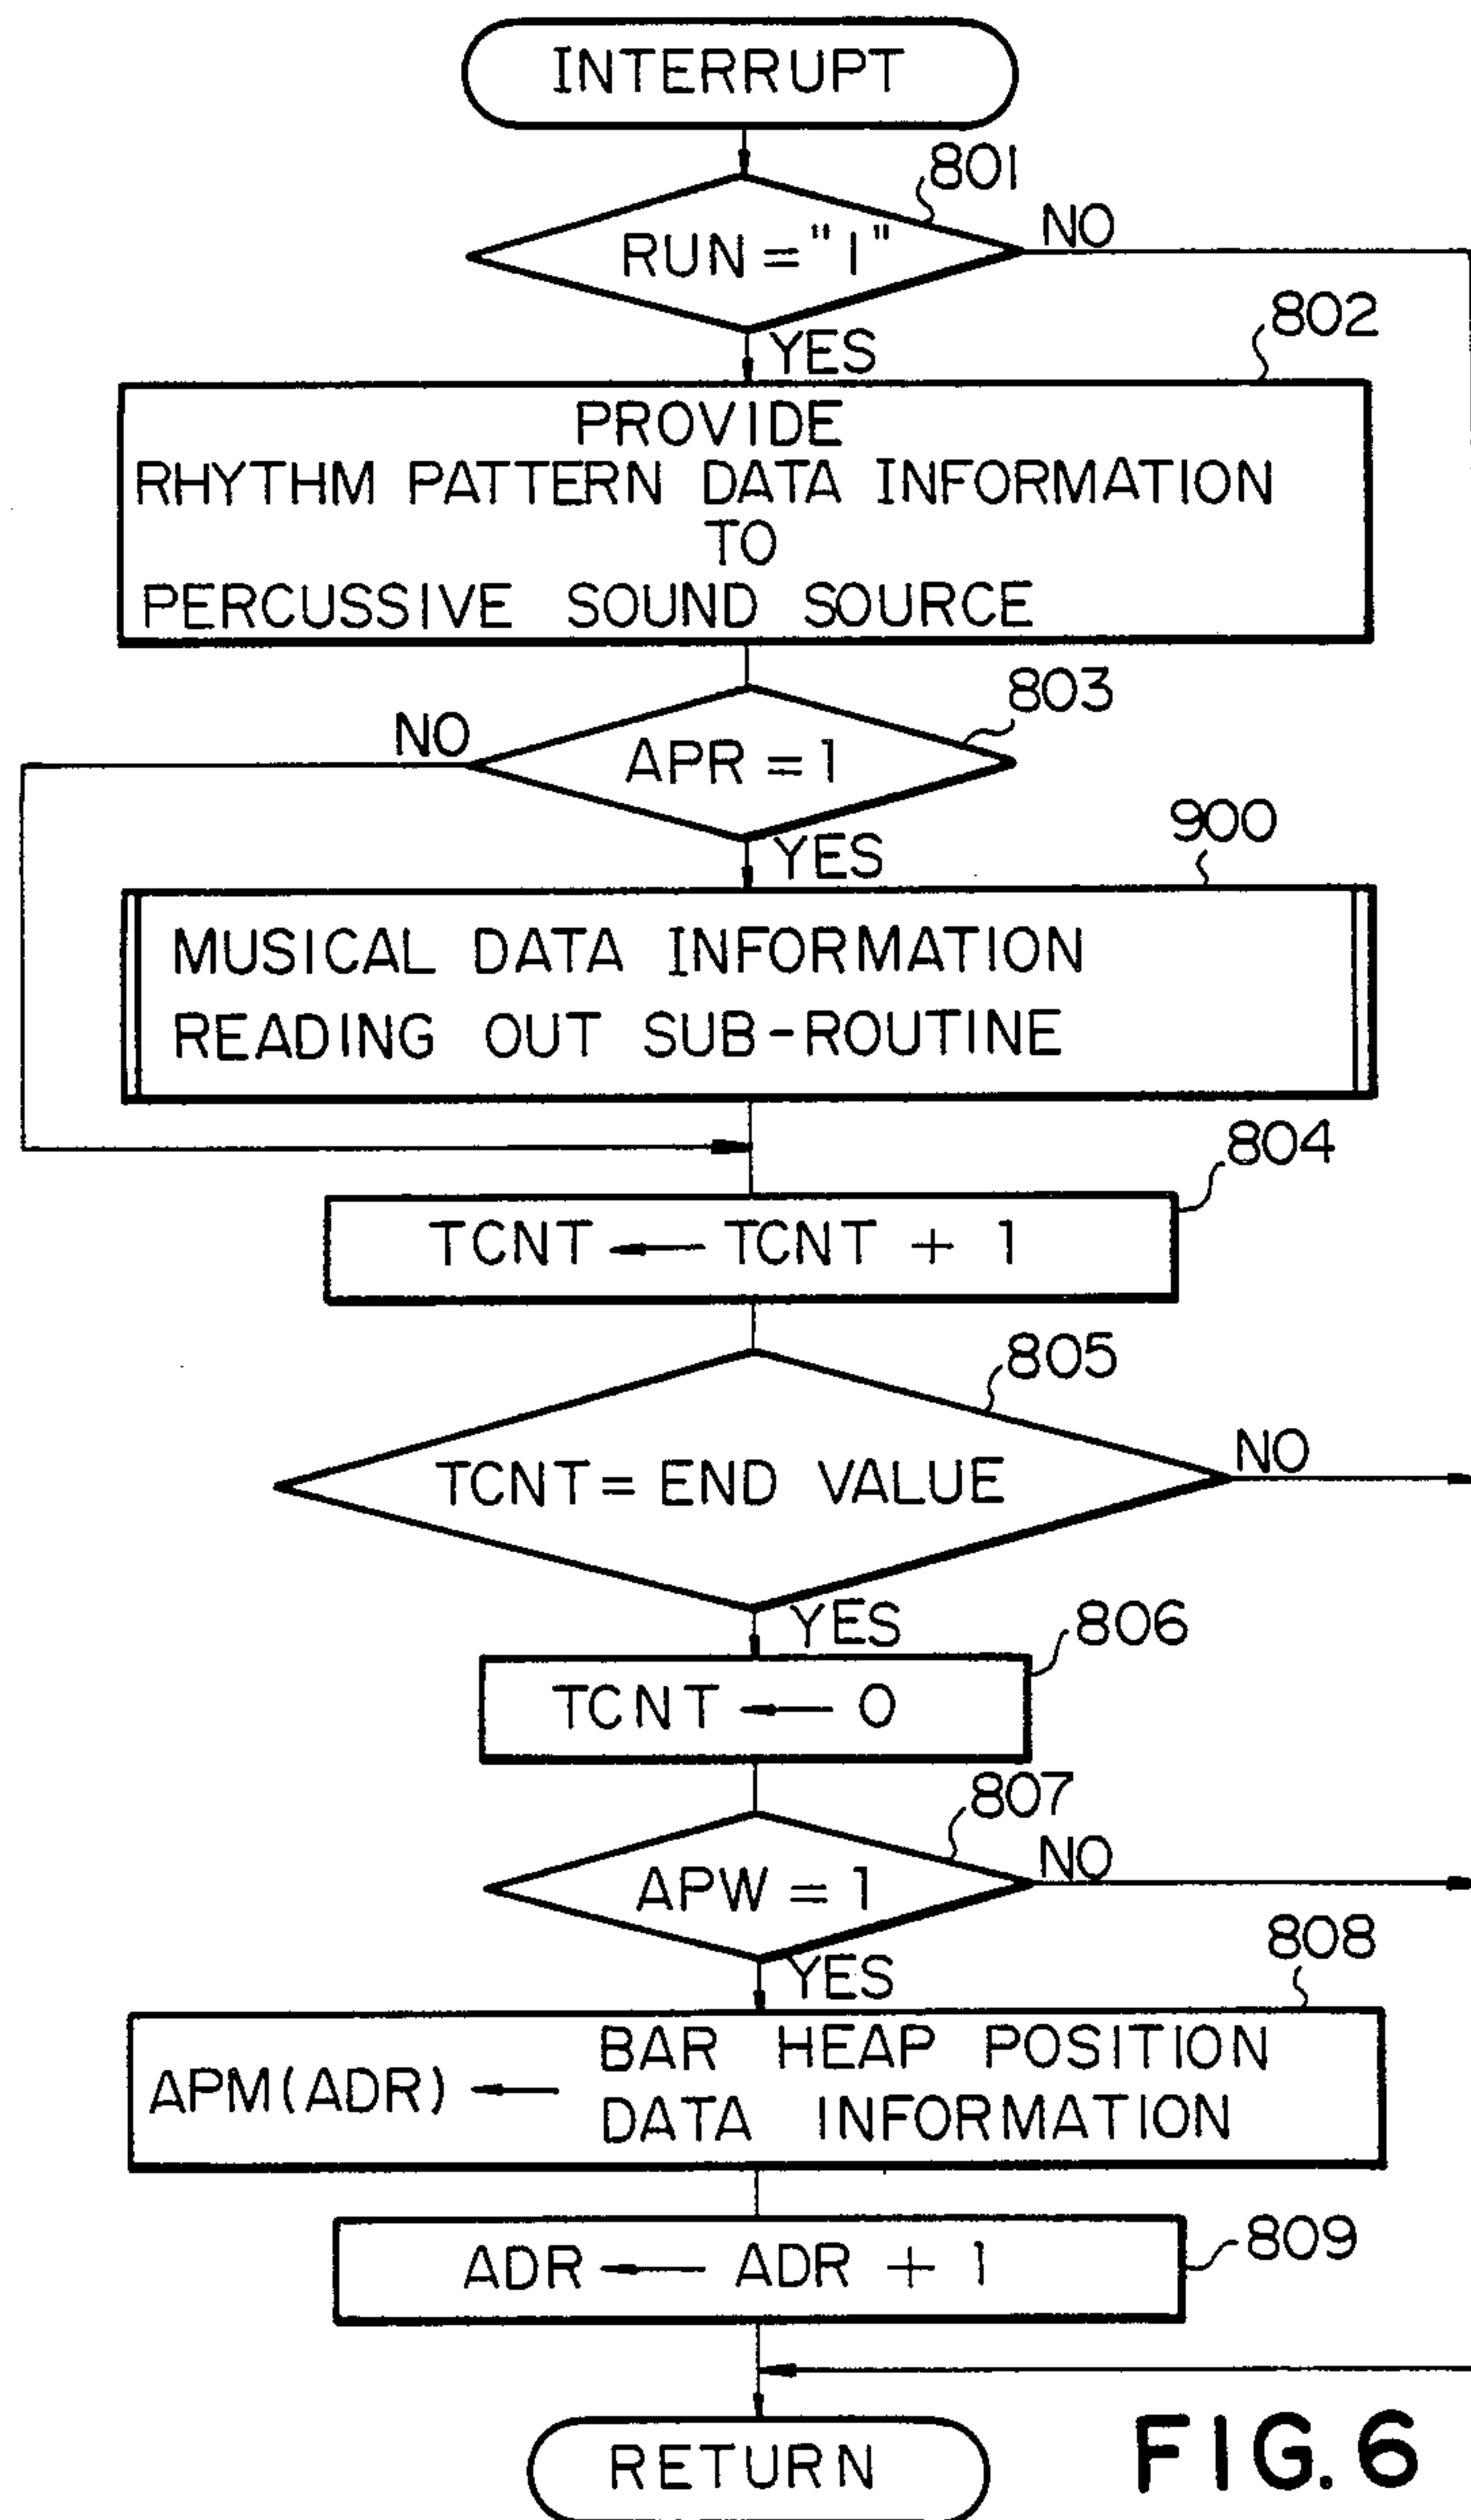 INTERRUPT
801
RUN = "1"
NO
YES
802
PROVIDE
RHYTHM PATTERN DATA INFORMATION
TO
PERCUSSIVE SOUND SOURCE
803
NO
APR = 1
YES
900
MUSICAL DATA INFORMATION
READING OUT SUB-ROUTINE
804
TCNT ← TCNT + 1
805
TCNT = END VALUE
NO
YES
806
TCNT ← 0
807
APW = 1
NO
YES
808
BAR HEAP POSITION
APM(ADR) ←
DATA INFORMATION
809
ADR ← ADR + 1
RETURN
FIG. 6